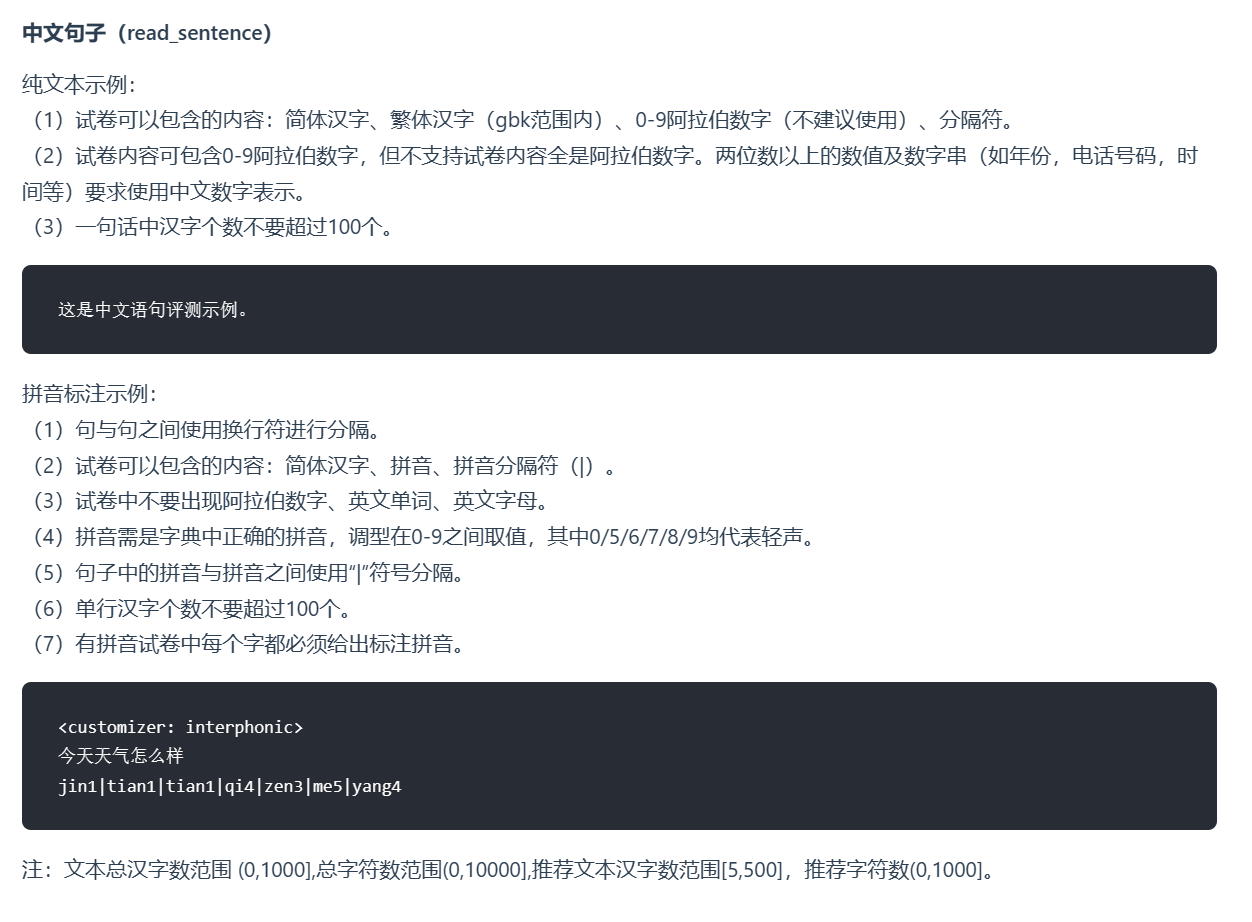 中文句子（read_sentence）
纯文本示例：
（1）试卷可以包含的内容：简体汉字、繁体汉字（gbk范围内）、0-9阿拉伯数字（不建议使用）、分隔符。
（2）试卷内容可包含0-9阿拉伯数字，但不支持试卷内容全是阿拉伯数字。两位数以上的数值及数字串（如年份，电话号码，时
间等）要求使用中文数字表示。
（3）一句话中汉字个数不要超过100个。
这是中文语句评测示例。
拼音标注示例：
（1）句与句之间使用换行符进行分隔。
（2）试卷可以包含的内容：简体汉字、拼音、拼音分隔符（|）。
（3）试卷中不要出现阿拉伯数字、英文单词、英文字母。
（4）拼音需是字典中正确的拼音，调型在0-9之间取值，其中0/5/6/7/8/9均代表轻声。
（5）句子中的拼音与拼音之间使用“|”符号分隔。
（6）单行汉字个数不要超过100个。
（7）有拼音试卷中每个字都必须给出标注拼音。
<customizer: interphonic>
今天天气怎么样
jin1|tian1|tian1|qi4|zen3|me5|yang4
注：文本总汉字数范围 (0,1000],总字符数范围(0,10000],推荐文本汉字数范围[5,500]，推荐字符数(0,1000]。